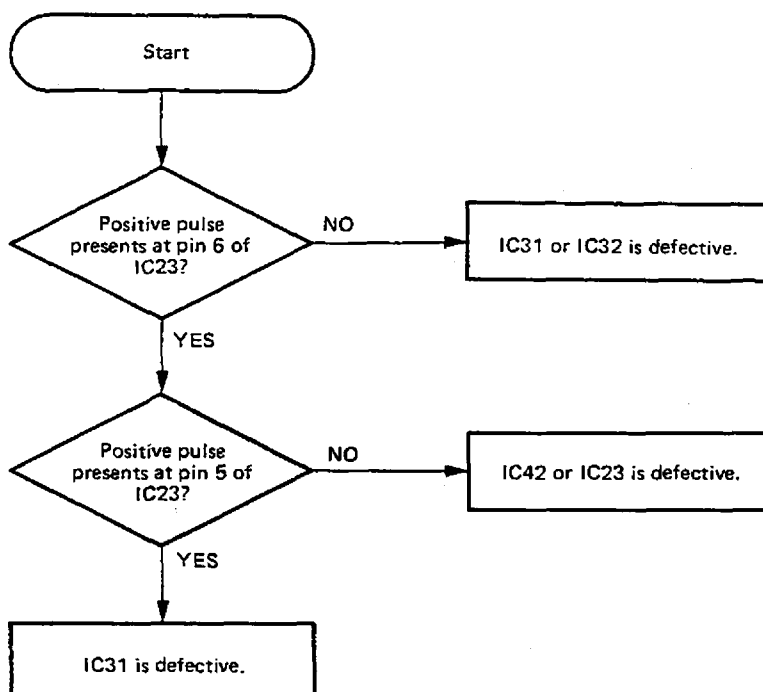 Start
Positive pulse
presents at pin 6 of
IC23?
NO
IC31 or IC32 is defective.
YES
Positive pulse
presents at pin 5 of
IC23?
NO
IC42 or IC23 is defective.
YES
IC31 is defective.